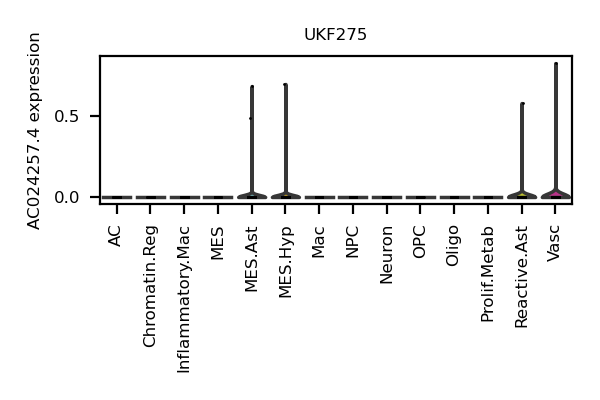 UKF275
AC024257.4 expression
0.5
0.0
AC
Chromatin.Reg
Inflammatory.Mac
MES
MES.Ast
MES.Hyp
Mac
NPC
Neuron
OPC
Oligo
Prolif.Metab
Reactive.Ast
Vasc